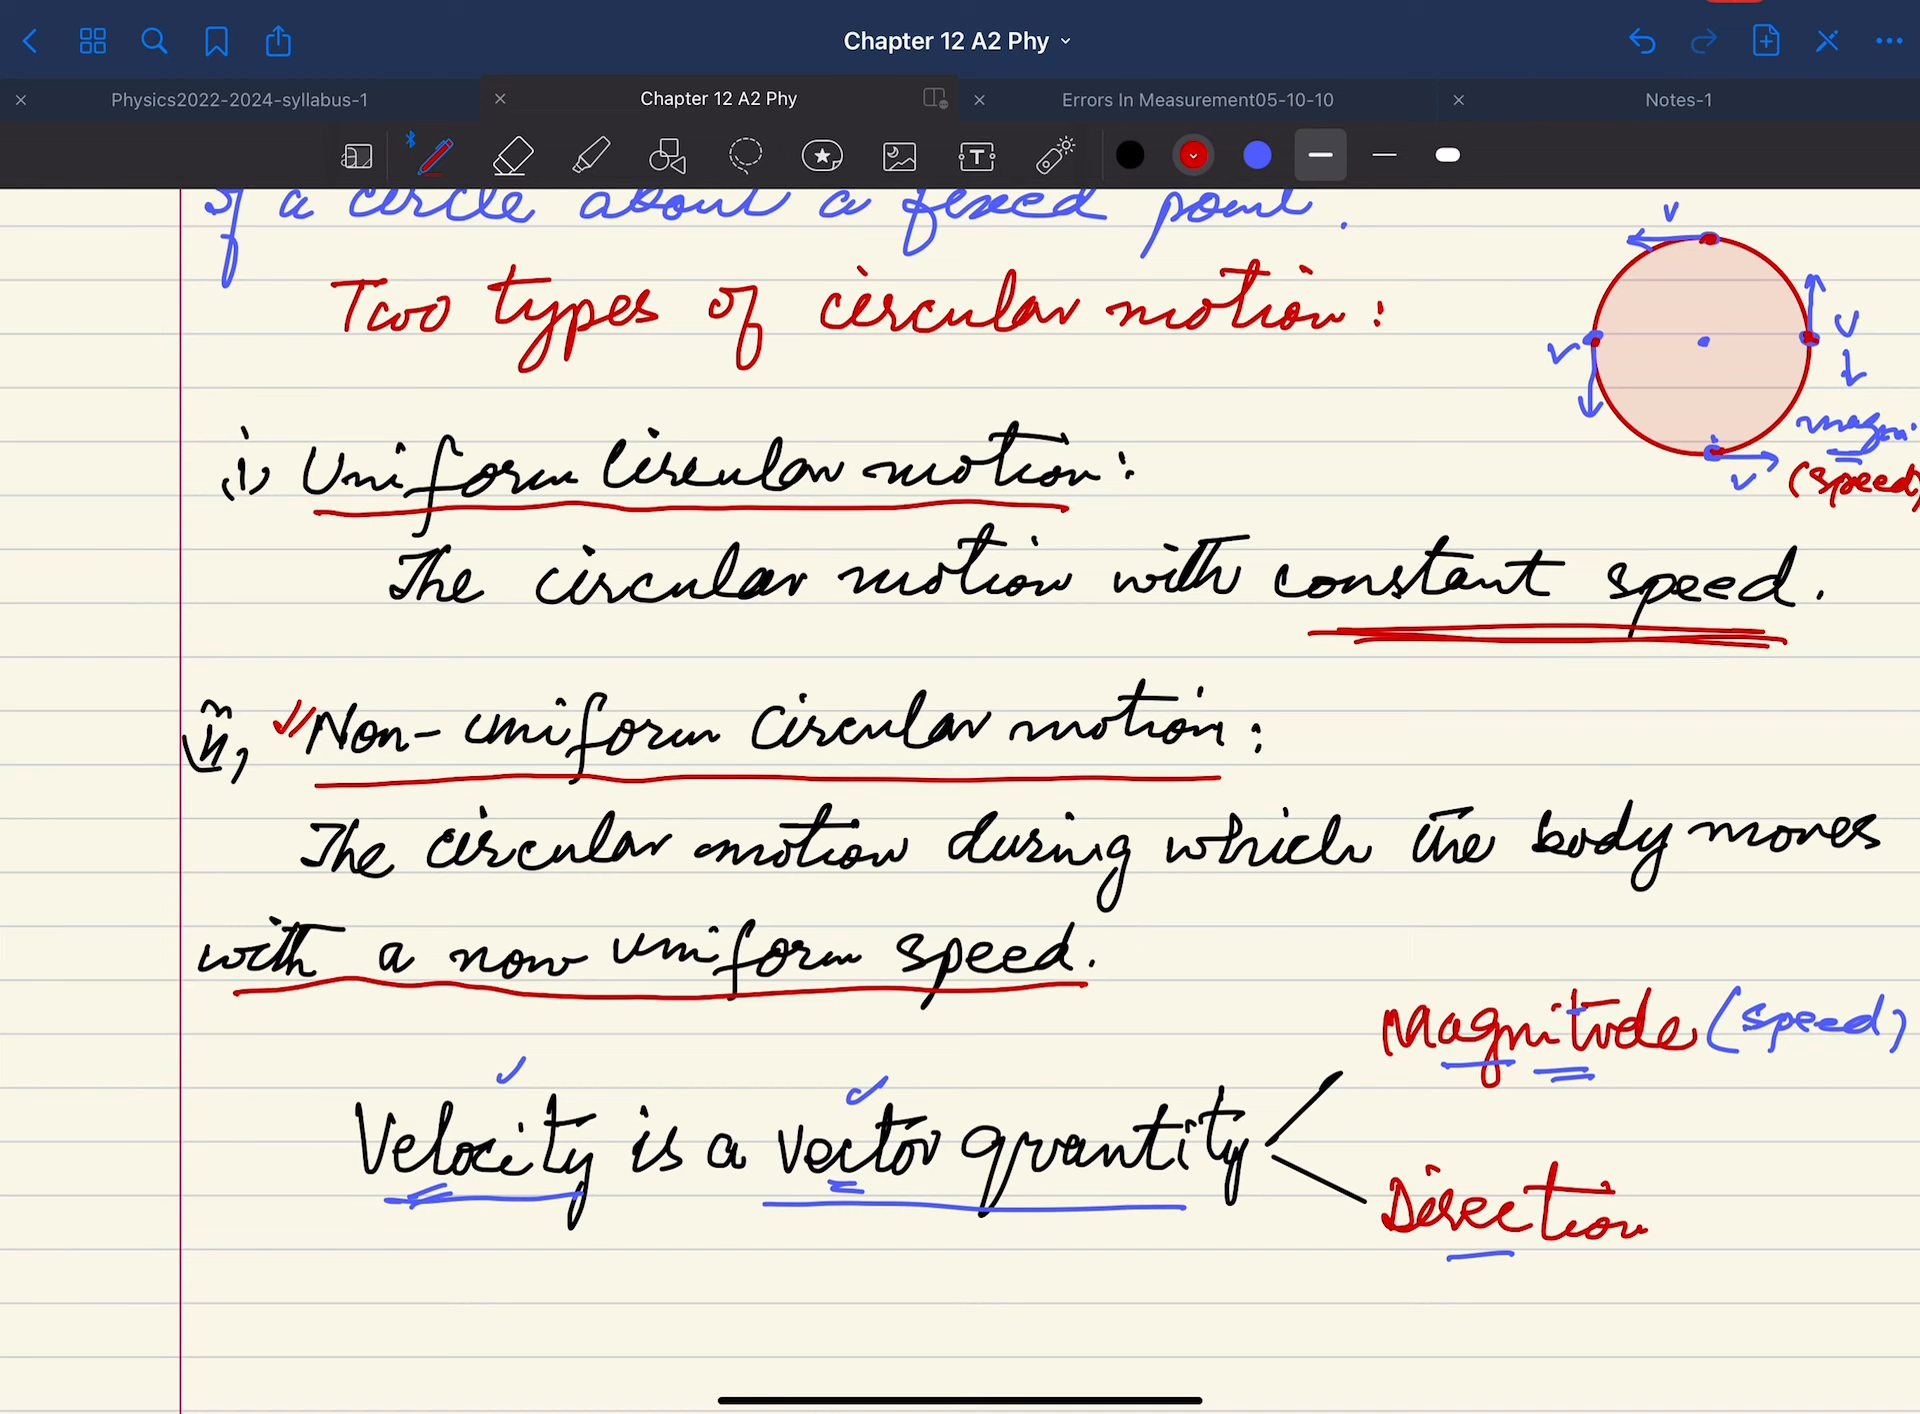 Chapter 12 A2 Phy
Physics2022-2024-syllabus-1
Chapter 12 A2 Phy
Errors In Measurement05-10-10
Notes-1
of a circle about a fixed point.
Two types of circular motion:
v
v
v
v
magni
(speed)
(i) Uniform Circular motion:
The circular motion with constant speed.
ii, Non-uniform Circular motion:
The circular motion during which the body moves
with a non uniform speed.
Magnitude (speed)
Velocity is a vector quantity
Direction